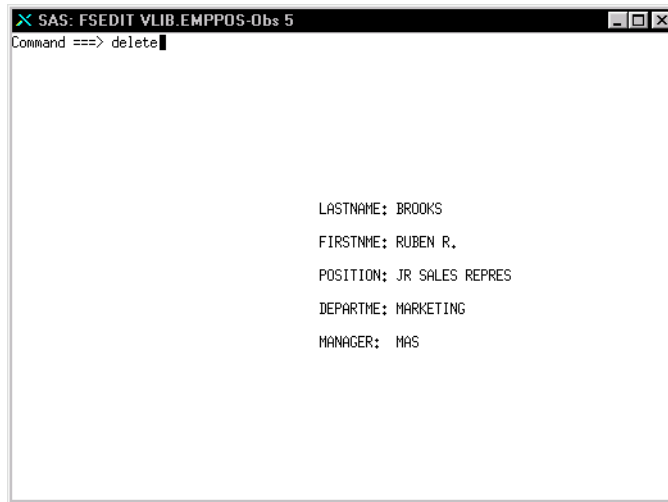 SAS: FSEDIT VLIB.EMPPOS-Obs 5
Command ===> delete
LASTNAME: BROOKS
FIRSTNME: RUBEN R.
POSITION: JR SALES REPRES
DEPARTME: MARKETING
MANAGER: MAS